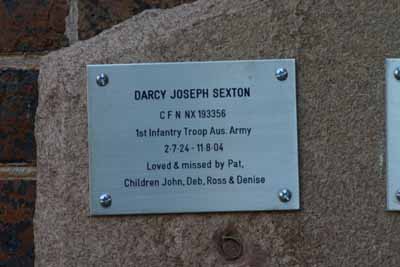 DARCY JOSEPH SEXTON
C F N NX 193356
1st Infantry Troop Aus. Army
2-7-24 - 11-8-04
Loved & missed by Pat,
Children John, Deb, Ross & Denise